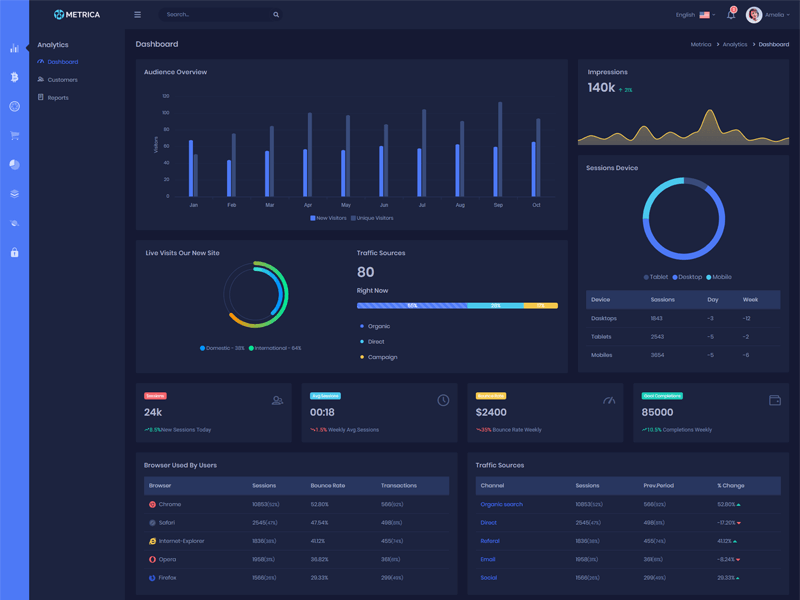 METRICA
Search...
English
Amelia
Analytics
Dashboard
Customers
Reports
Dashboard
Metrica > Analytics > Dashboard
Audience Overview
Visitors
120
100
80
60
40
20
0
Jan Feb Mar Apr May Jun Jul Aug Sep Oct
New Visitors Unique Visitors
Impressions
140k 21%
Sessions Device
Tablet Desktop Mobile
Device Sessions Day Week
Dasktops 1843 -3 -12
Tablets 2543 -5 -2
Mobiles 3654 -5 -6
Live Visits Our New Site
Domestic - 39% International - 64%
Traffic Sources
80
Right Now
Organic
Direct
Campaign
Sessions
24k
8.5%New Sessions Today
Avg.Sessions
00:18
1.5% Weekly Avg.Sessions
Bounce Rate
$2400
35% Bounce Rate Weekly
Goal Completions
85000
10.5% Completions Weekly
Browser Used By Users
Browser Sessions Bounce Rate Transactions
Chrome 10853(52%) 52.80% 566(92%)
Safari 2545(47%) 47.54% 498(81%)
Internet-Explorer 1836(38%) 41.12% 455(74%)
Opera 1958(31%) 36.82% 361(61%)
Firefox 1566(26%) 29.33% 299(49%)
Traffic Sources
Channel Sessions Prev.Period % Change
Organic search 10853(52%) 566(92%) 52.80%
Direct 2545(47%) 498(81%) -17.20%
Referal 1836(38%) 455(74%) 41.12%
Email 1958(31%) 361(61%) -8.24%
Social 1566(26%) 299(49%) 29.33%